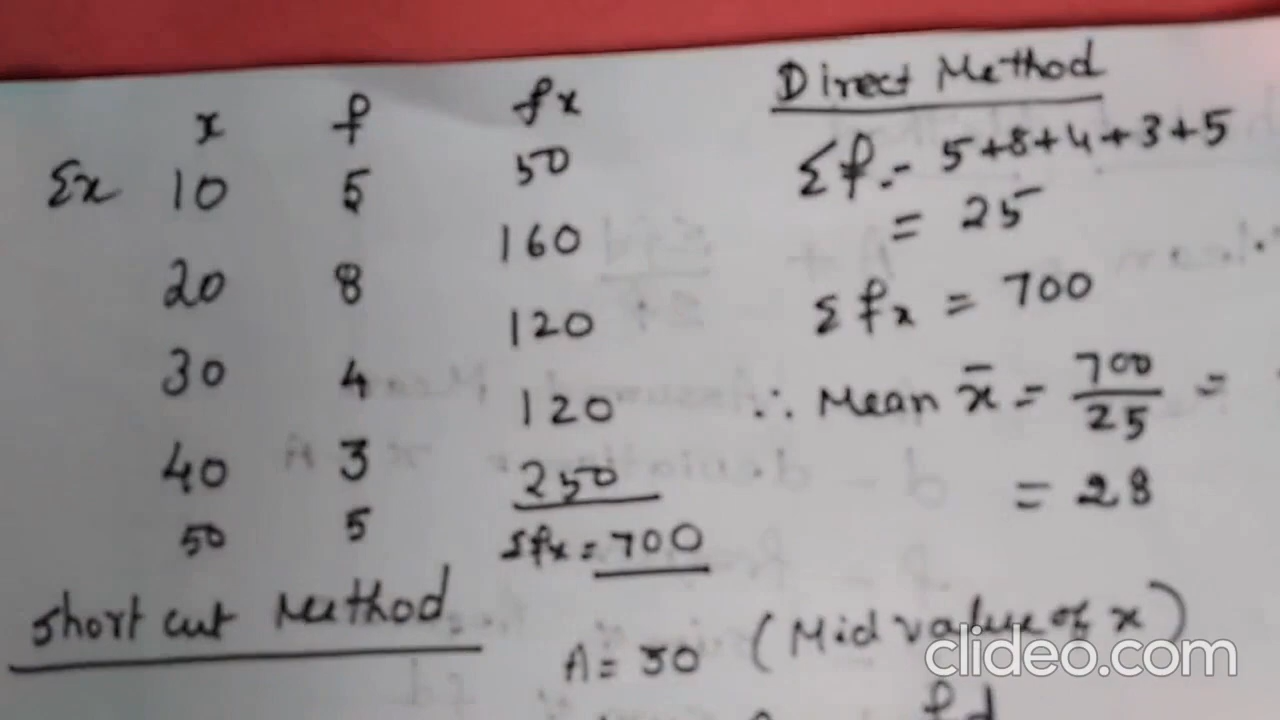 x f fx Direct Method
Ex 10 5 50 Σf.- 5+8+4+3+5
= 25
20 8 160
Σfx = 700
30 4 120
∴ Mean x̄ = 700/25 =
40 3 120
= 28
50 5 250
Σfx = 700
Short cut Method
A = 30 (Mid value of x)
clideo.com
fd